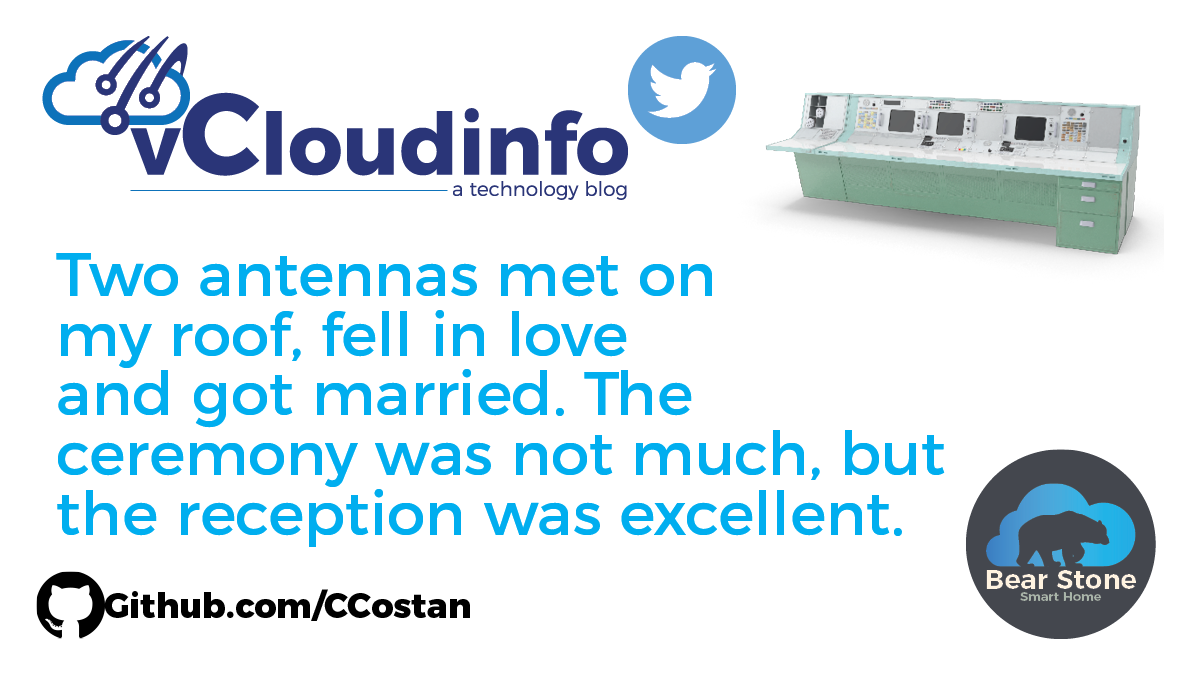 vCloudinfo
a technology blog
Two antennas met on
my roof, fell in love
and got married. The
ceremony was not much, but
the reception was excellent.
Bear Stone
Smart Home
Github.com/CCostan